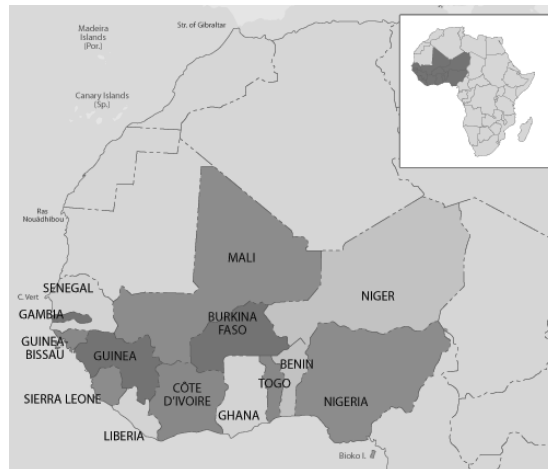 Madeira
Islands
(Por.)
Str. of Gibraltar
Canary Islands
(Sp.)
Ras
Nouâdhibou
MALI
SENEGAL
NIGER
C. Vert
GAMBIA
BURKINA
FASO
GUINEA-
BISSAU
GUINEA
BENIN
CÔTE
D'IVOIRE
TOGO
SIERRA LEONE
NIGERIA
GHANA
LIBERIA
Bioko I.